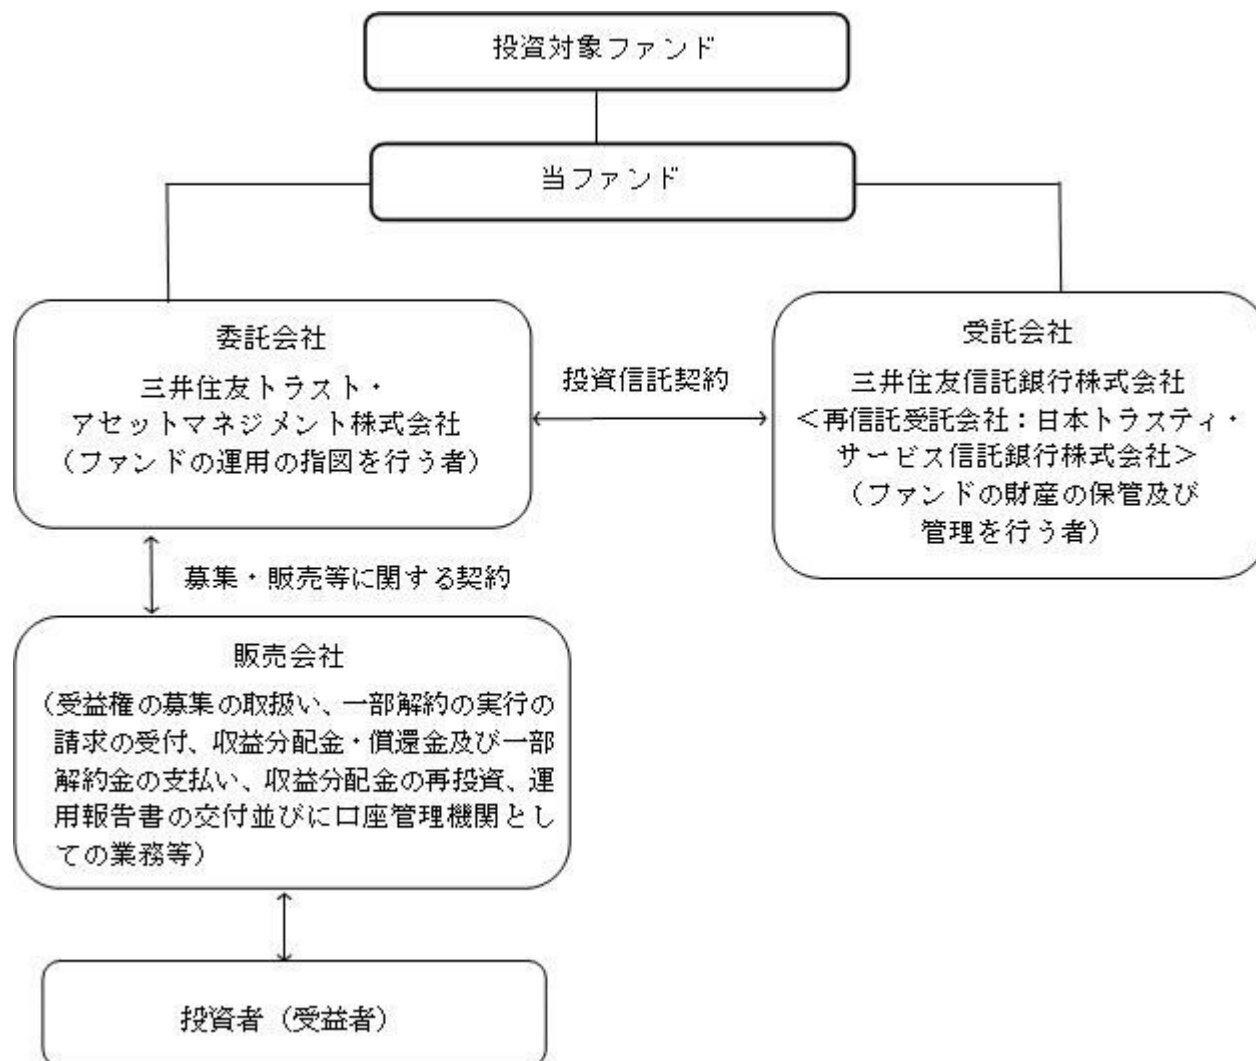 投資対象ファンド
当ファンド
委託会社
三井住友トラスト・
アセットマネジメント株式会社
（ファンドの運用の指図を行う者）
投資信託契約
受託会社
三井住友信託銀行株式会社
＜再信託受託会社：日本トラスティ・
サービス信託銀行株式会社＞
（ファンドの財産の保管及び
管理を行う者）
募集・販売等に関する契約
販売会社
（受益権の募集の取扱い、一部解約の実行の
請求の受付、収益分配金・償還金及び一部
解約金の支払い、収益分配金の再投資、運
用報告書の交付並びに口座管理機関とし
ての業務等）
投資者（受益者）